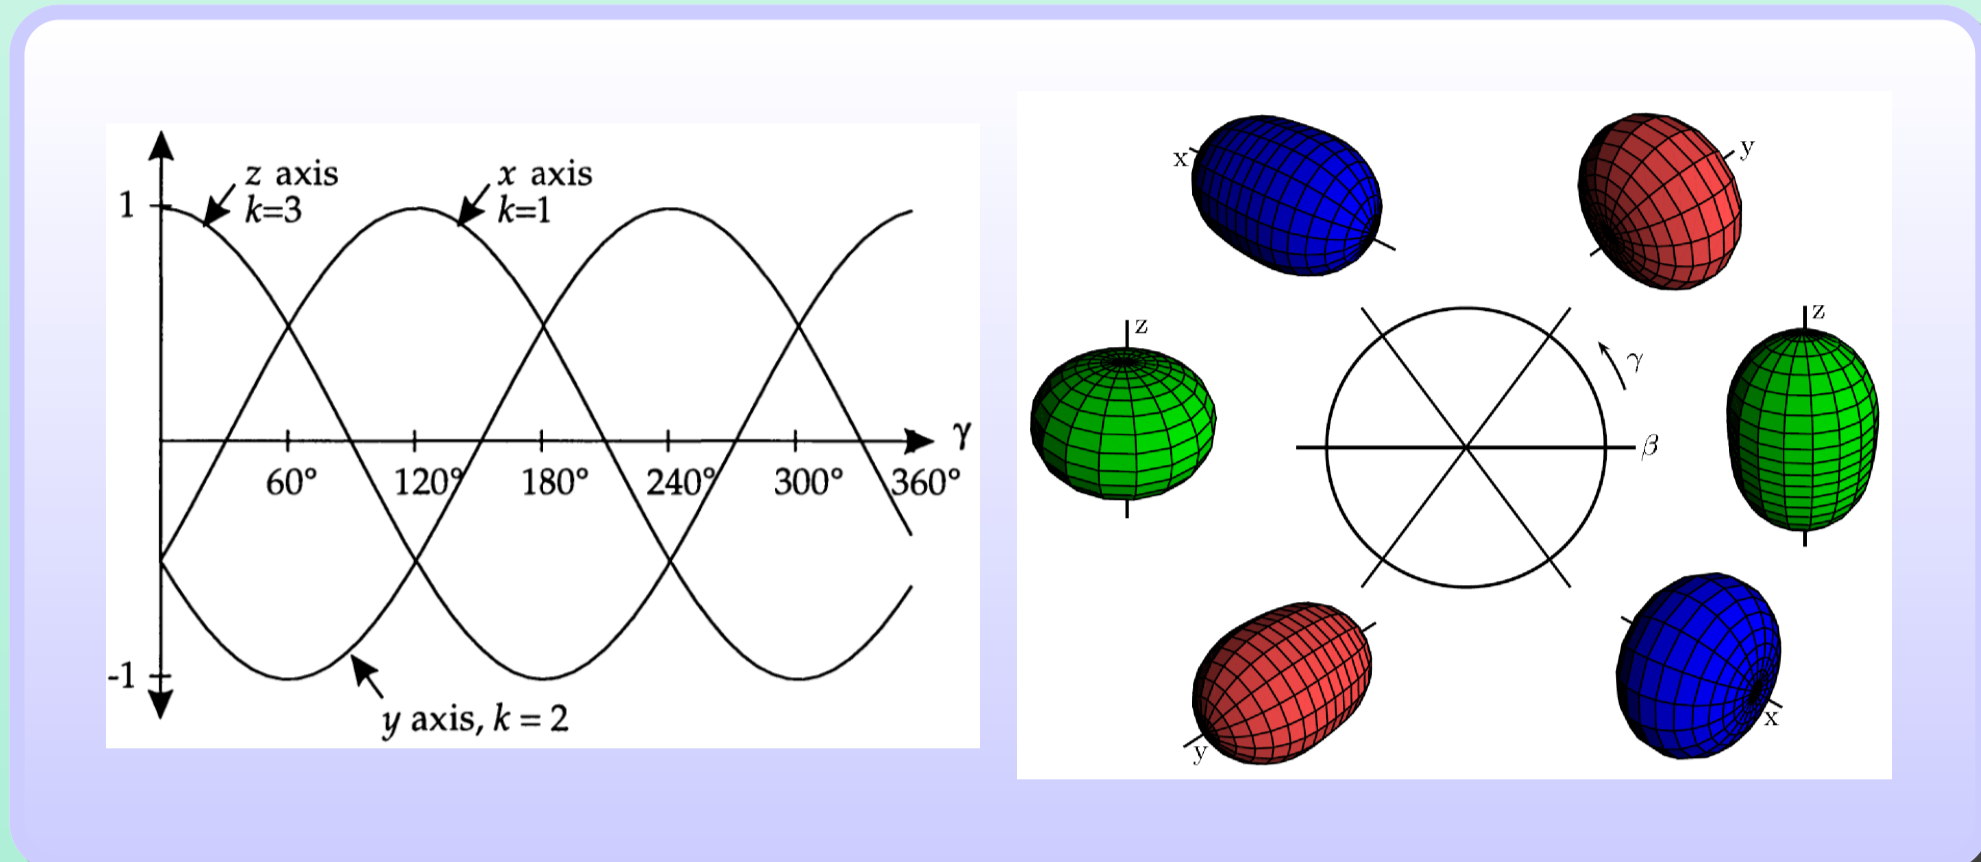 z axis
k=3
x axis
k=1
1
γ
60°
120°
180°
240°
300°
360°
-1
y axis, k = 2
x
y
z
z
γ
β
y
x